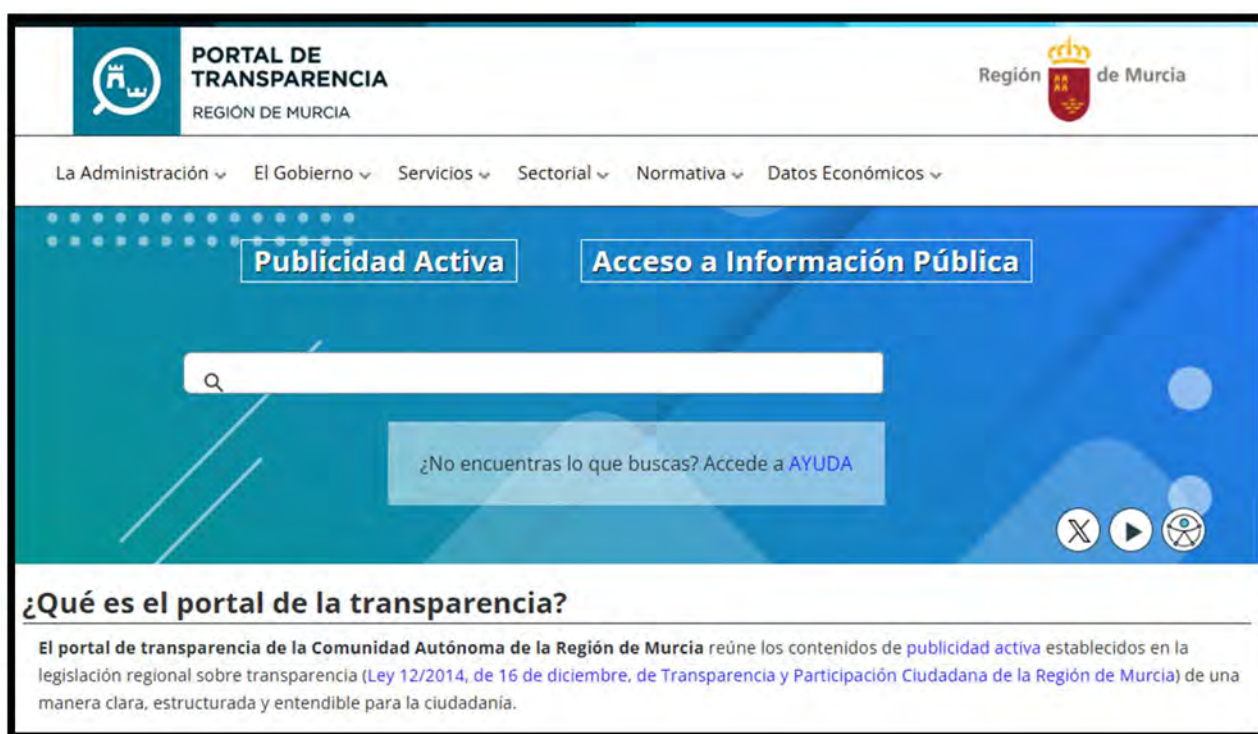 PORTAL DE
TRANSPARENCIA
REGIÓN DE MURCIA
Región de Murcia
La Administración El Gobierno Servicios Sectorial Normativa Datos Económicos
Publicidad Activa Acceso a Información Pública
¿No encuentras lo que buscas? Accede a AYUDA
¿Qué es el portal de la transparencia?
El portal de transparencia de la Comunidad Autónoma de la Región de Murcia reúne los contenidos de publicidad activa establecidos en la
legislación regional sobre transparencia (Ley 12/2014, de 16 de diciembre, de Transparencia y Participación Ciudadana de la Región de Murcia) de una
manera clara, estructurada y entendible para la ciudadanía.